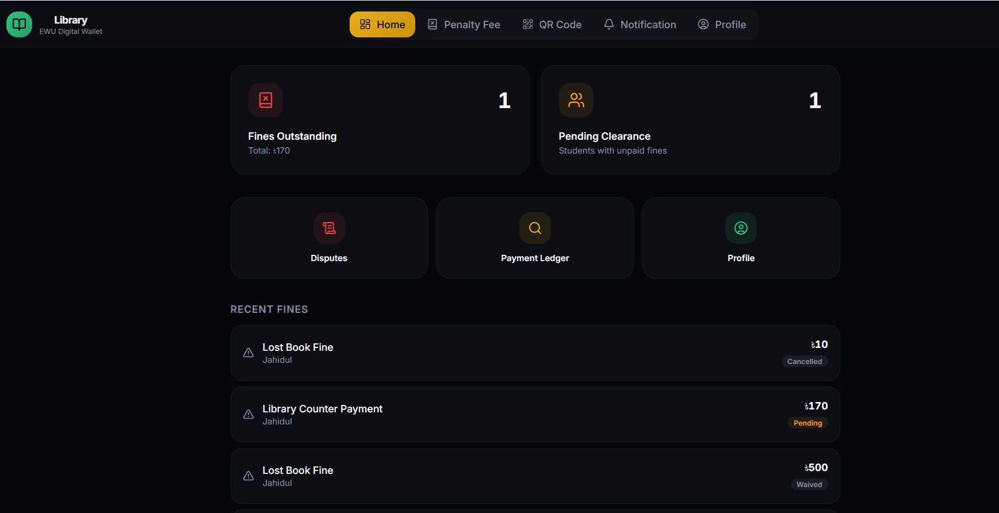 Library
EWU Digital Wallet
Home
Penalty Fee
QR Code
Notification
Profile
1
Fines Outstanding
Total: ৳170
1
Pending Clearance
Students with unpaid fines
Disputes
Payment Ledger
Profile
RECENT FINES
Lost Book Fine
Jahidul
৳10
Cancelled
Library Counter Payment
Jahidul
৳170
Pending
Lost Book Fine
Jahidul
৳500
Waived